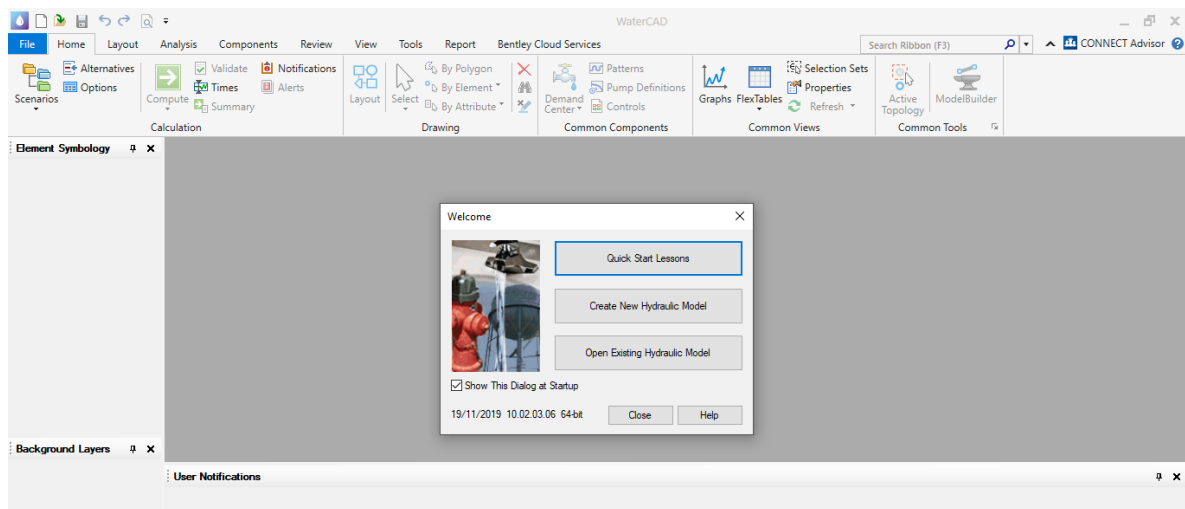 WaterCAD
File Home Layout Analysis Components Review View Tools Report Bentley Cloud Services Search Ribbon (F3) CONNECT Advisor
Scenarios
Alternatives
Options
Compute
Validate
Times
Summary
Notifications
Alerts
Calculation
Layout
Select
By Polygon
By Element
By Attribute
Drawing
Demand
Center
Patterns
Pump Definitions
Controls
Common Components
Graphs
FlexTables
Selection Sets
Properties
Refresh
Common Views
Active
Topology
ModelBuilder
Common Tools
Element Symbology
Welcome
Quick Start Lessons
Create New Hydraulic Model
Open Existing Hydraulic Model
Show This Dialog at Startup
19/11/2019 10.02.03.06 64-bit
Close
Help
Background Layers
User Notifications